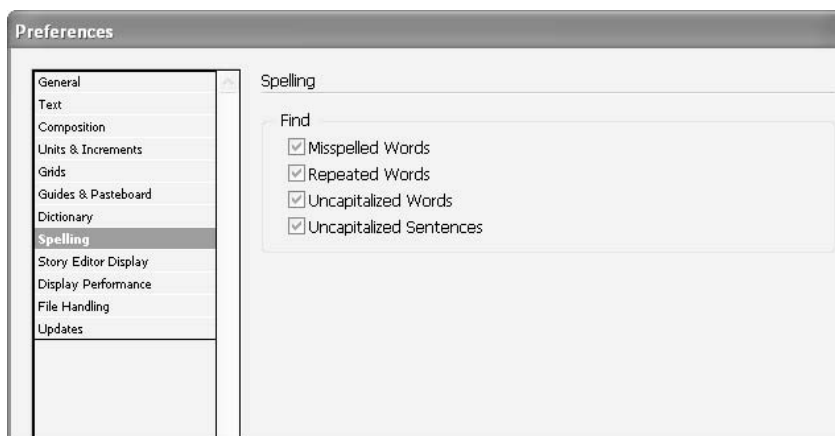 Preferences
General
Text
Composition
Units & Increments
Grids
Guides & Pasteboard
Dictionary
Spelling
Story Editor Display
Display Performance
File Handling
Updates
Spelling
Find
Misspelled Words
Repeated Words
Uncapitalized Words
Uncapitalized Sentences